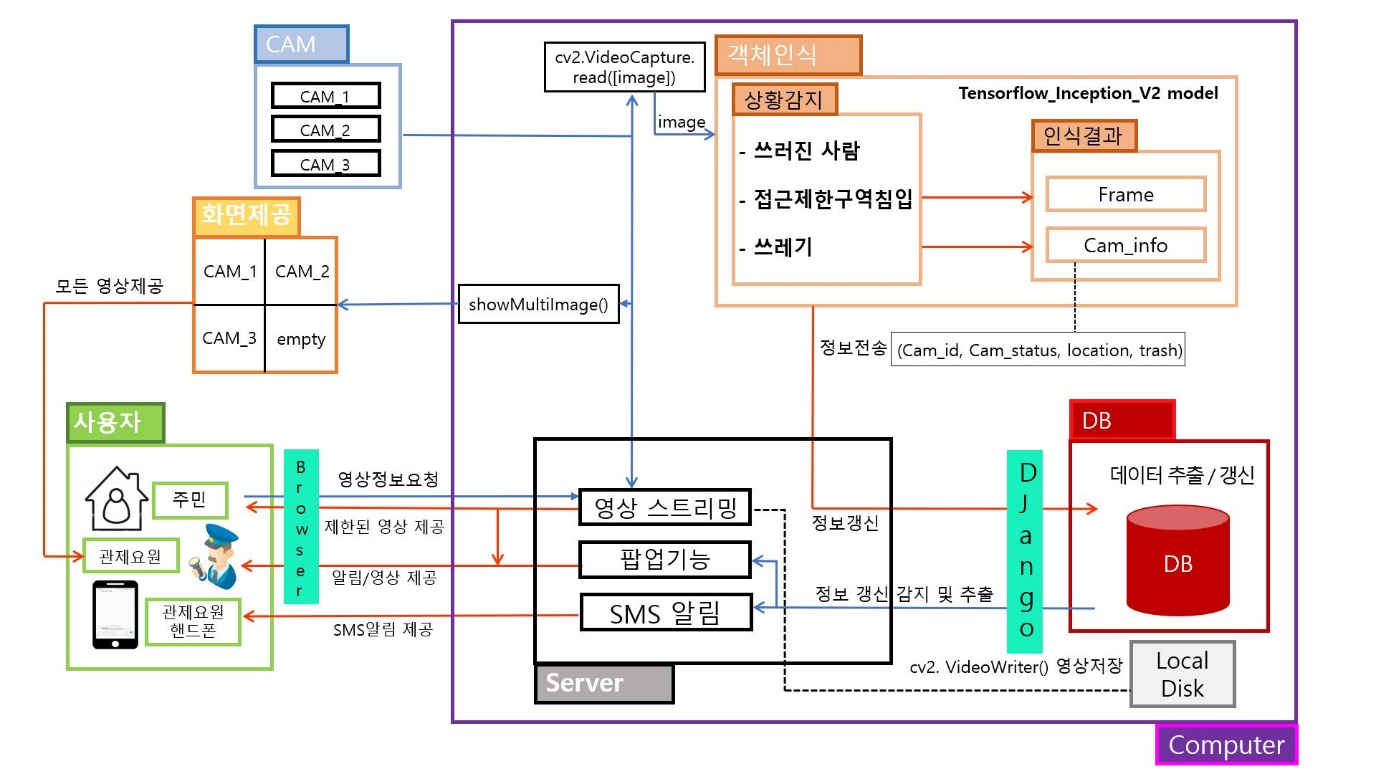 CAM
CAM_1
CAM_2
CAM_3
cv2.VideoCapture.
read([image])
image
객체인식
Tensorflow_Inception_V2 model
상황감지
- 쓰러진 사람
- 접근제한구역침입
- 쓰레기
인식결과
Frame
Cam_info
화면제공
CAM_1
CAM_2
CAM_3
empty
모든 영상제공
showMultiImage()
정보전송
(Cam_id, Cam_status, location, trash)
사용자
주민
관제요원
관제요원
핸드폰
Browser
영상정보요청
제한된 영상 제공
알림/영상 제공
SMS알림 제공
영상 스트리밍
팝업기능
SMS 알림
Server
정보갱신
정보 갱신 감지 및 추출
DJango
DB
데이터 추출 / 갱신
DB
cv2. VideoWriter() 영상저장
Local
Disk
Computer